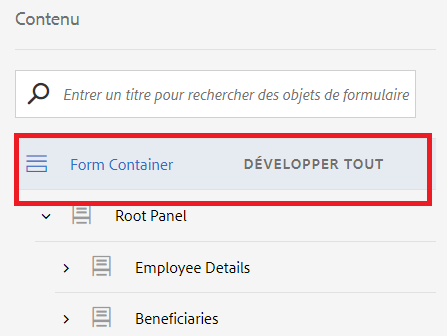 Contenu
Entrer un titre pour rechercher des objets de formulaire
Form Container DÉVELOPPER TOUT
Root Panel
Employee Details
Beneficiaries